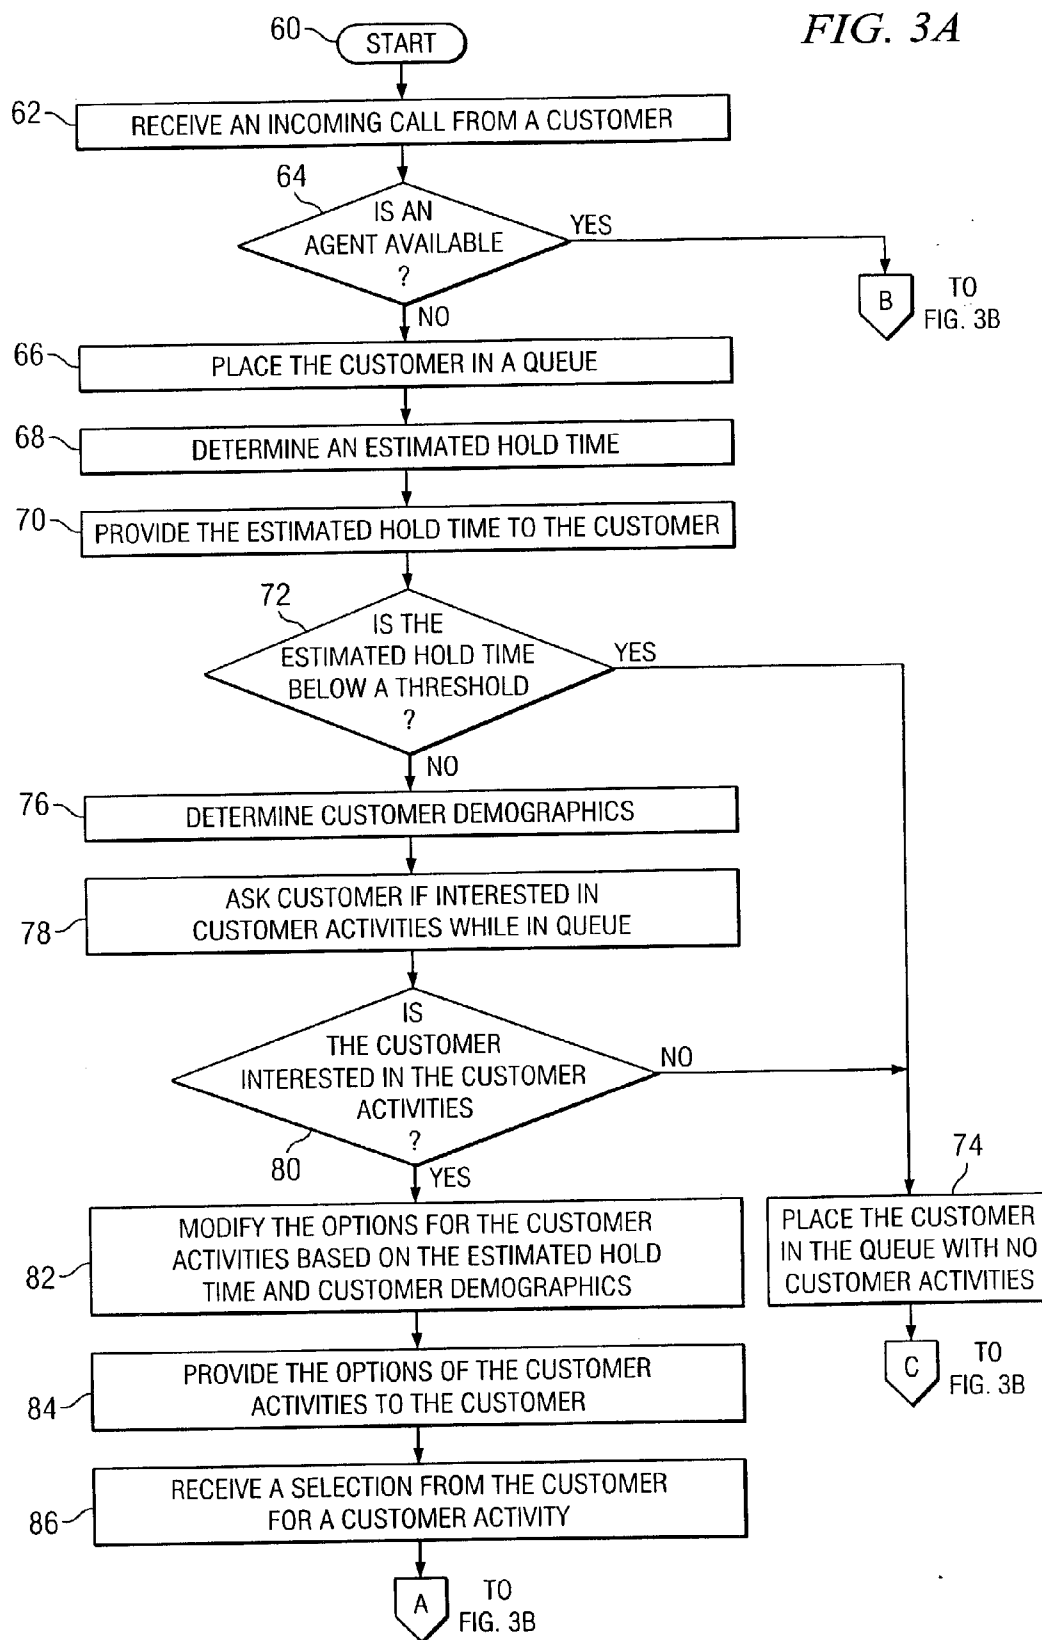 FIG. 3A
60
START
62
RECEIVE AN INCOMING CALL FROM A CUSTOMER
64
IS AN
AGENT AVAILABLE
?
YES
B
TO
FIG. 3B
NO
66
PLACE THE CUSTOMER IN A QUEUE
68
DETERMINE AN ESTIMATED HOLD TIME
70
PROVIDE THE ESTIMATED HOLD TIME TO THE CUSTOMER
72
IS THE
ESTIMATED HOLD TIME
BELOW A THRESHOLD
?
YES
NO
76
DETERMINE CUSTOMER DEMOGRAPHICS
78
ASK CUSTOMER IF INTERESTED IN
CUSTOMER ACTIVITIES WHILE IN QUEUE
IS
THE CUSTOMER
INTERESTED IN THE CUSTOMER
ACTIVITIES
?
NO
80
YES
74
PLACE THE CUSTOMER
IN THE QUEUE WITH NO
CUSTOMER ACTIVITIES
C
TO
FIG. 3B
82
MODIFY THE OPTIONS FOR THE CUSTOMER
ACTIVITIES BASED ON THE ESTIMATED HOLD
TIME AND CUSTOMER DEMOGRAPHICS
84
PROVIDE THE OPTIONS OF THE CUSTOMER
ACTIVITIES TO THE CUSTOMER
86
RECEIVE A SELECTION FROM THE CUSTOMER
FOR A CUSTOMER ACTIVITY
A
TO
FIG. 3B